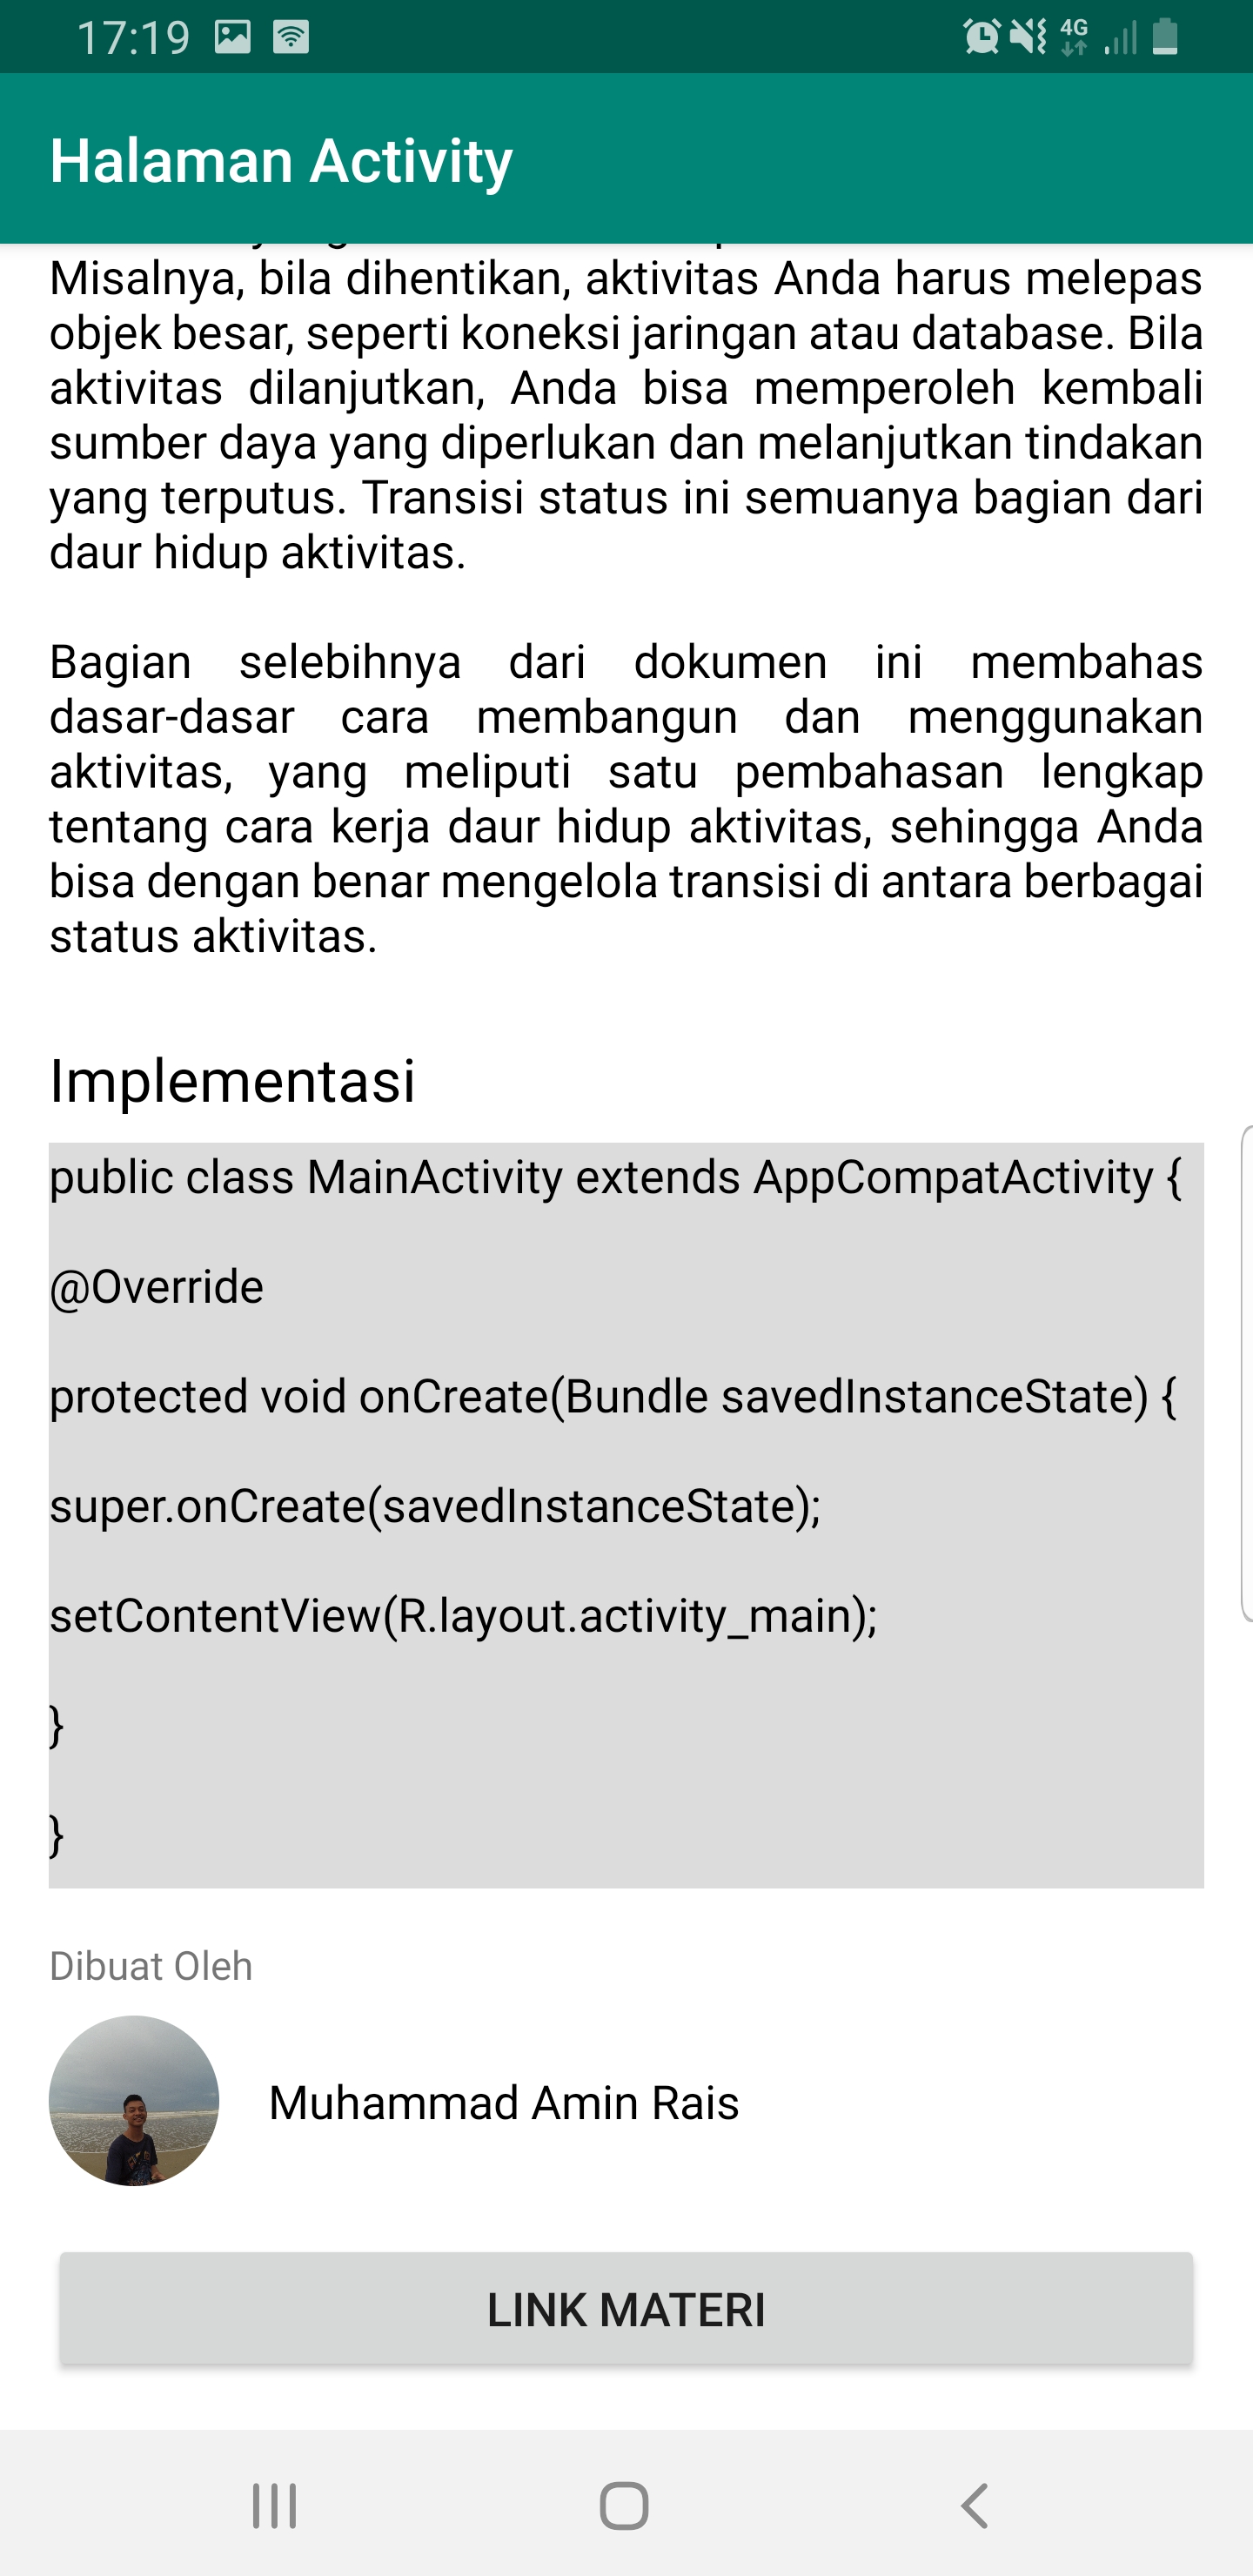 17:19
4G
Halaman Activity
Misalnya, bila dihentikan, aktivitas Anda harus melepas
objek besar, seperti koneksi jaringan atau database. Bila
aktivitas dilanjutkan, Anda bisa memperoleh kembali
sumber daya yang diperlukan dan melanjutkan tindakan
yang terputus. Transisi status ini semuanya bagian dari
daur hidup aktivitas.
Bagian selebihnya dari dokumen ini membahas
dasar-dasar cara membangun dan menggunakan
aktivitas, yang meliputi satu pembahasan lengkap
tentang cara kerja daur hidup aktivitas, sehingga Anda
bisa dengan benar mengelola transisi di antara berbagai
status aktivitas.
Implementasi
public class MainActivity extends AppCompatActivity {
@Override
protected void onCreate(Bundle savedInstanceState) {
super.onCreate(savedInstanceState);
setContentView(R.layout.activity_main);
}
}
Dibuat Oleh
Muhammad Amin Rais
LINK MATERI